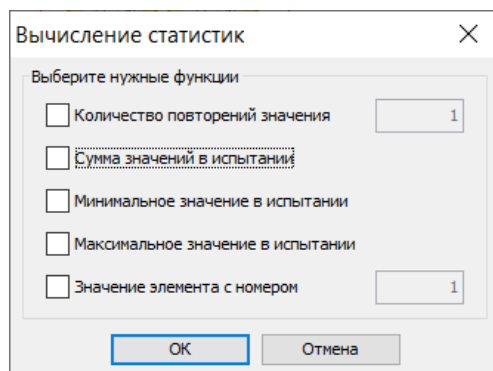 Вычисление статистик
Выберите нужные функции
Количество повторений значения 1
Сумма значений в испытании
Минимальное значение в испытании
Максимальное значение в испытании
Значение элемента с номером 1
ОК Отмена